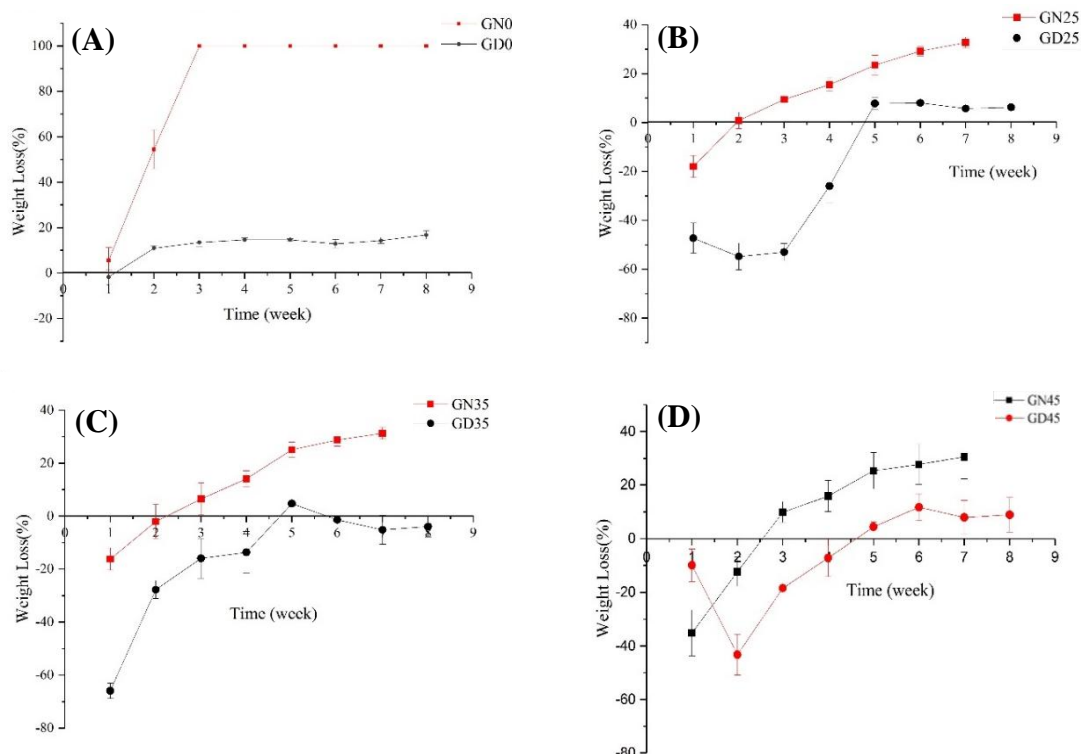 (A)
GN0
GD0
100
80
60
40
20
0
-20
Weight Loss(%)
0 1 2 3 4 5 6 7 8 9
Time (week)
(B)
GN25
GD25
40
20
0
-20
-40
-60
-80
Weight Loss(%)
0 1 2 3 4 5 6 7 8 9
Time (week)
(C)
GN35
GD35
40
20
0
-20
-40
-60
-80
Weight Loss(%)
0 1 2 3 4 5 6 7 8 9
Time (week)
(D)
GN45
GD45
40
20
0
-20
-40
-60
-80
Weight Loss(%)
0 1 2 3 4 5 6 7 8 9
Time (week)